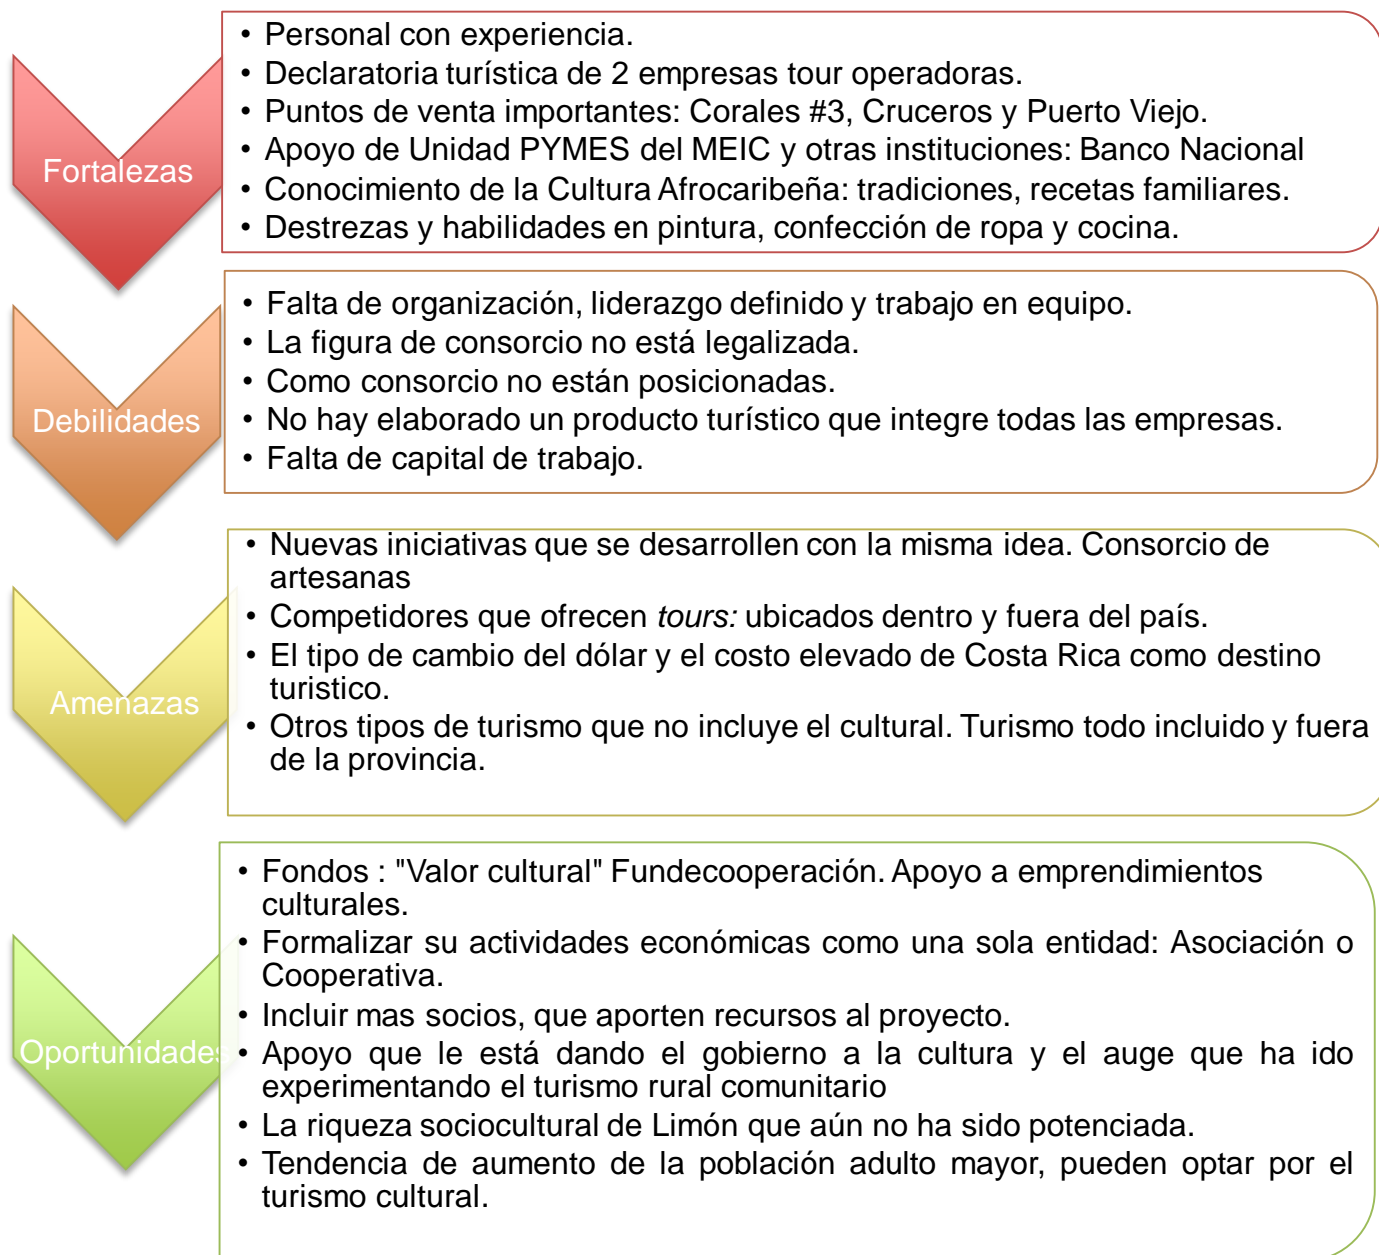 Fortalezas
• Personal con experiencia.
• Declaratoria turística de 2 empresas tour operadoras.
• Puntos de venta importantes: Corales #3, Cruceros y Puerto Viejo.
• Apoyo de Unidad PYMES del MEIC y otras instituciones: Banco Nacional
• Conocimiento de la Cultura Afrocaribeña: tradiciones, recetas familiares.
• Destrezas y habilidades en pintura, confección de ropa y cocina.
Debilidades
• Falta de organización, liderazgo definido y trabajo en equipo.
• La figura de consorcio no está legalizada.
• Como consorcio no están posicionadas.
• No hay elaborado un producto turístico que integre todas las empresas.
• Falta de capital de trabajo.
Amenazas
• Nuevas iniciativas que se desarrollen con la misma idea. Consorcio de
artesanas
• Competidores que ofrecen tours: ubicados dentro y fuera del país.
• El tipo de cambio del dólar y el costo elevado de Costa Rica como destino
turistico.
• Otros tipos de turismo que no incluye el cultural. Turismo todo incluido y fuera
de la provincia.
Oportunidades
• Fondos : "Valor cultural" Fundecooperación. Apoyo a emprendimientos
culturales.
• Formalizar su actividades económicas como una sola entidad: Asociación o
Cooperativa.
• Incluir mas socios, que aporten recursos al proyecto.
• Apoyo que le está dando el gobierno a la cultura y el auge que ha ido
experimentando el turismo rural comunitario
• La riqueza sociocultural de Limón que aún no ha sido potenciada.
• Tendencia de aumento de la población adulto mayor, pueden optar por el
turismo cultural.